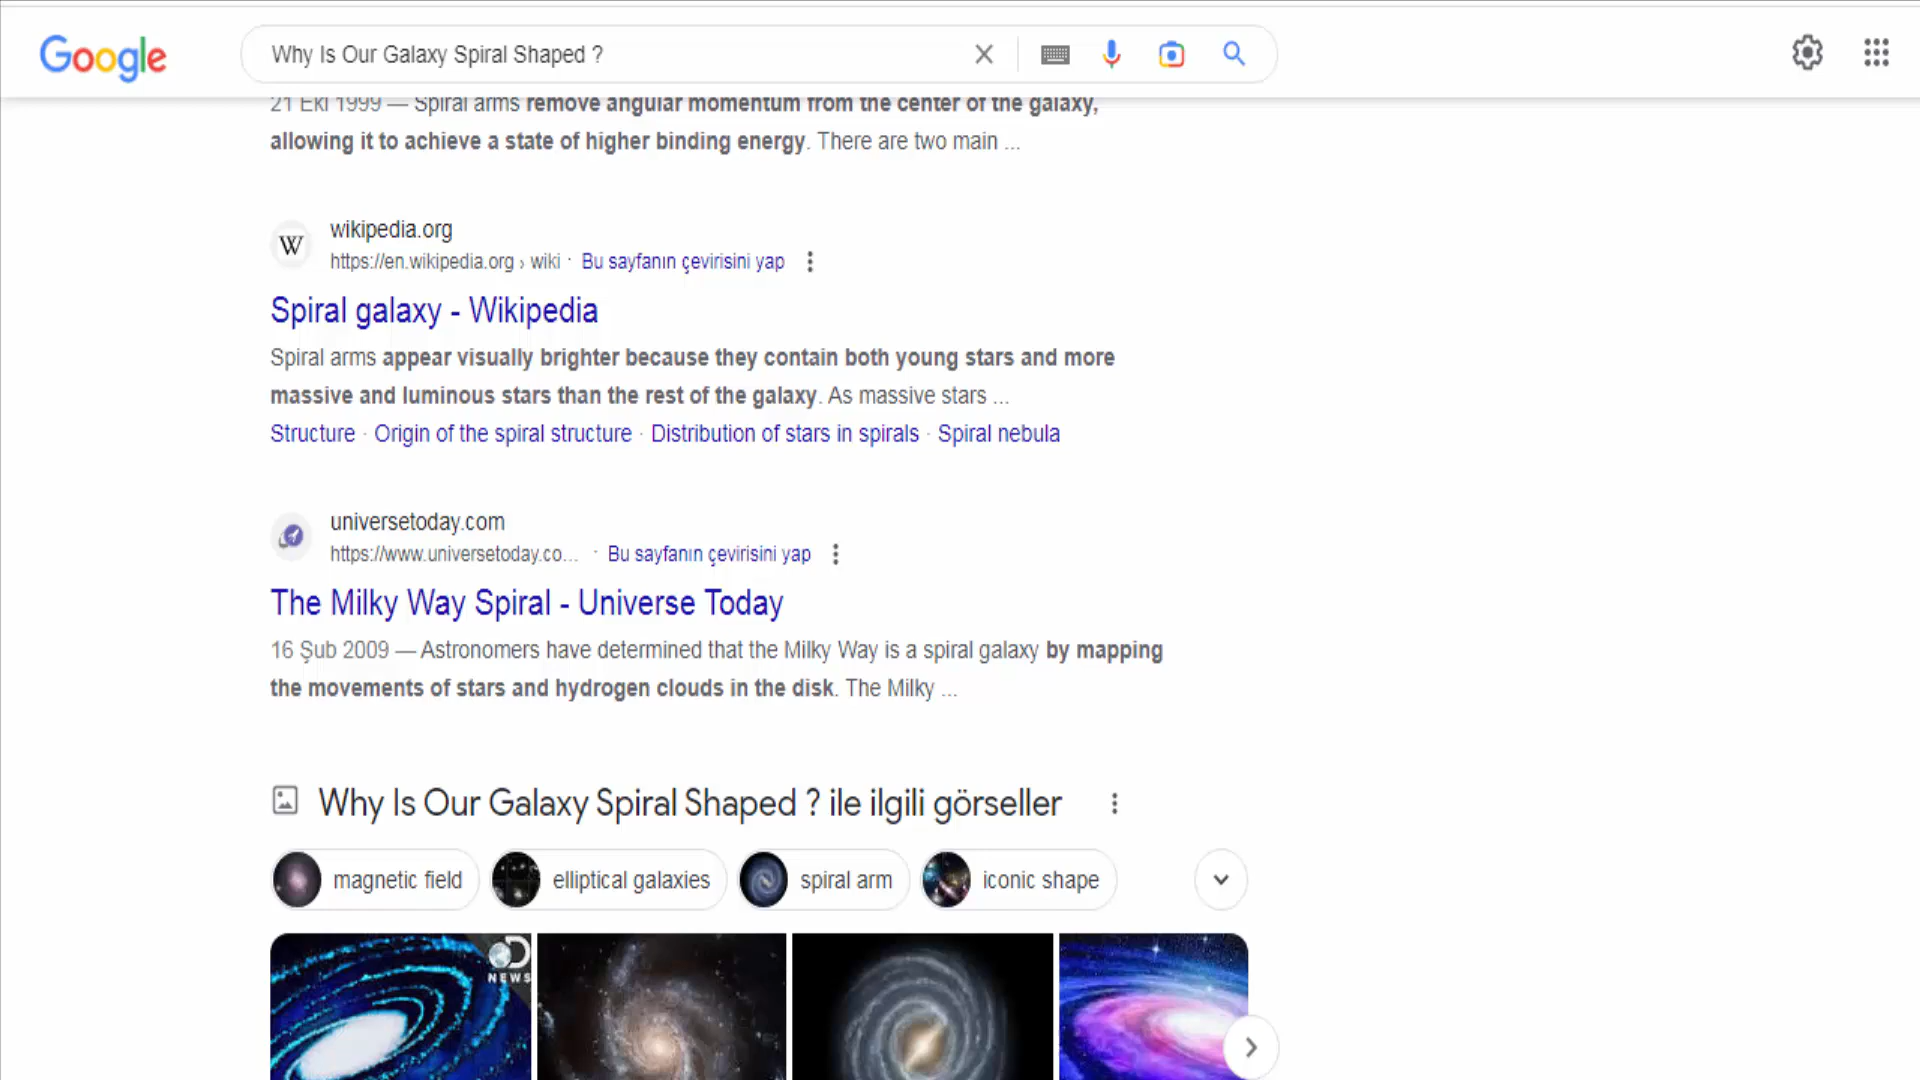 Google
Why Is Our Galaxy Spiral Shaped ?
21 Eki 1999 — Spiral arms remove angular momentum from the center of the galaxy,
allowing it to achieve a state of higher binding energy. There are two main ...
W
wikipedia.org
https://en.wikipedia.org › wiki · Bu sayfanın çevirisini yap
Spiral galaxy - Wikipedia
Spiral arms appear visually brighter because they contain both young stars and more
massive and luminous stars than the rest of the galaxy. As massive stars ...
Structure · Origin of the spiral structure · Distribution of stars in spirals · Spiral nebula
universetoday.com
https://www.universetoday.co... · Bu sayfanın çevirisini yap
The Milky Way Spiral - Universe Today
16 Şub 2009 — Astronomers have determined that the Milky Way is a spiral galaxy by mapping
the movements of stars and hydrogen clouds in the disk. The Milky ...
Why Is Our Galaxy Spiral Shaped ? ile ilgili görseller
magnetic field elliptical galaxies spiral arm iconic shape
D
NEWS